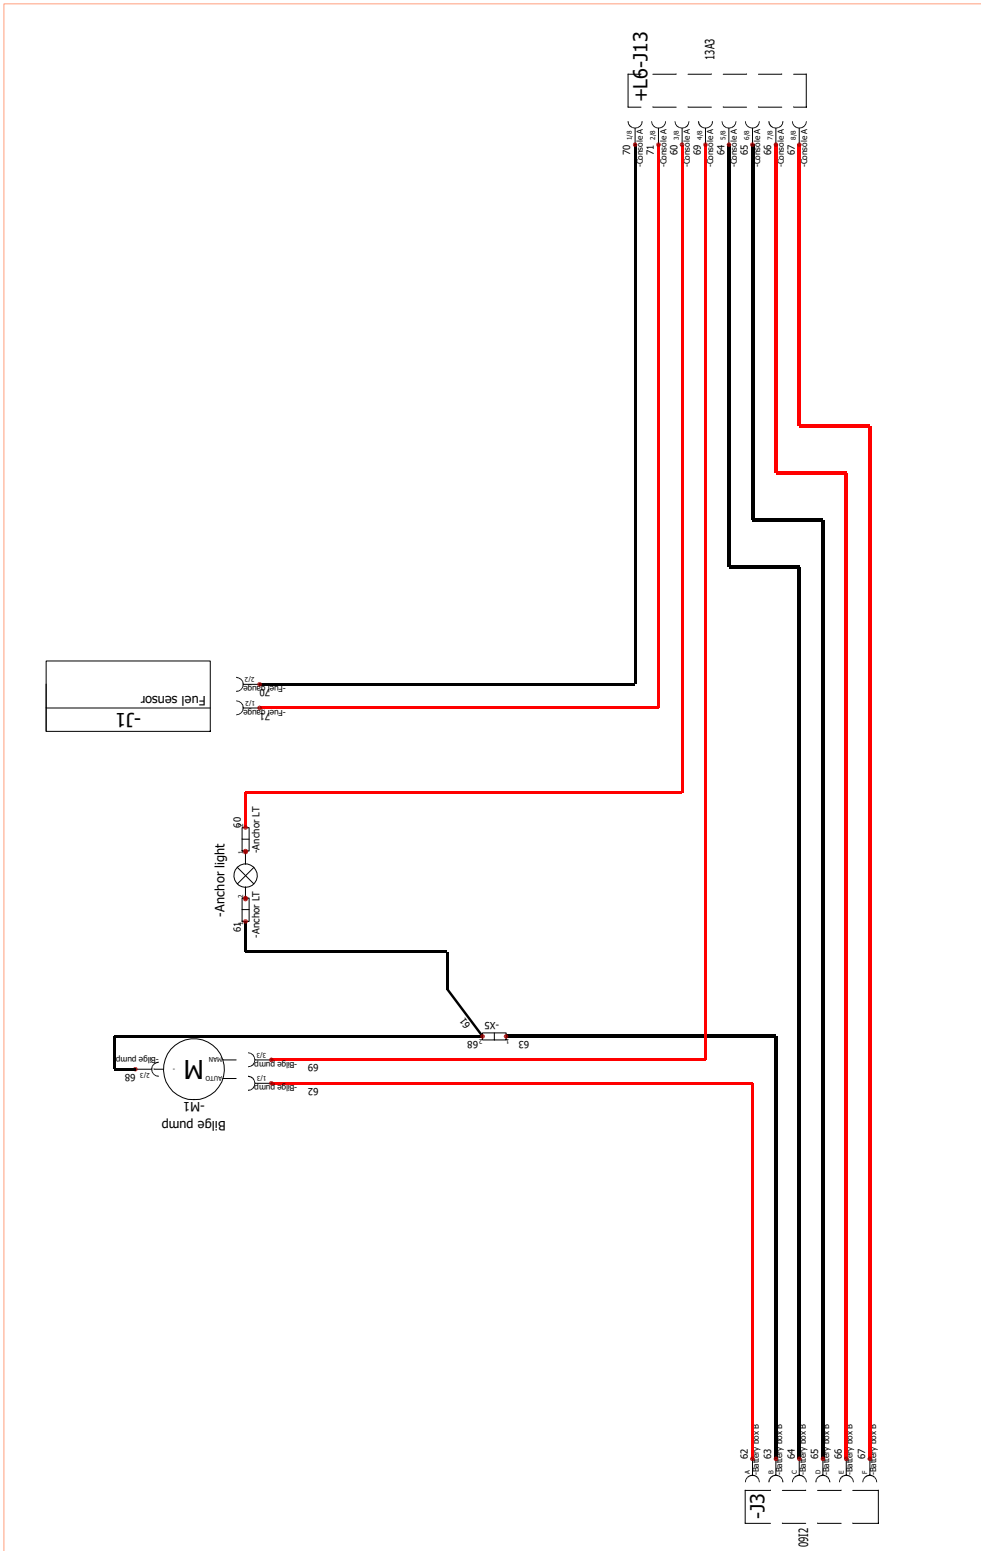 +L6-J13
13A3
1/8
2/8
3/8
4/8
5/8
6/8
7/8
8/8
70
71
60
69
64
65
66
67
-Console A
-Console A
-Console A
-Console A
-Console A
-Console A
-Console A
-Console A
-J1
Fuel sensor
2/2
-Fuel gauge
70
1/2
-Fuel gauge
71
60
-Anchor LT
1
-Anchor light
2
-Anchor LT
61
61
-X5
68
63
-Bilge pump
2/3
68
M
-
MAN
AUTO
3/3
-Bilge pump
69
1/3
-Bilge pump
62
-M1
Bilge pump
62
63
64
65
66
67
-Battery box B
-Battery box B
-Battery box B
-Battery box B
-Battery box B
-Battery box B
A
B
C
D
E
F
-J3
09I2